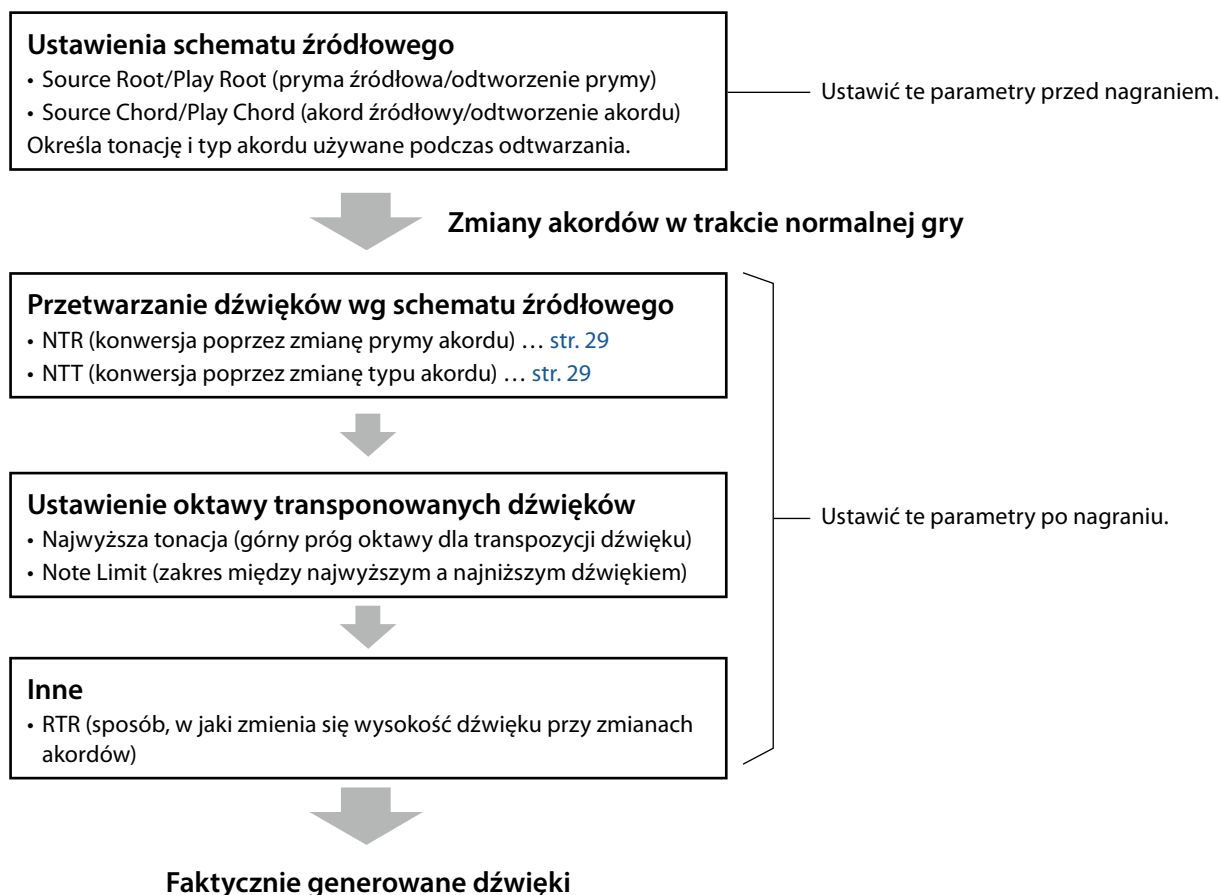 Ustawienia schematu źródłowego
• Source Root/Play Root (pryma źródłowa/odtworzenie prymy)
• Source Chord/Play Chord (akord źródłowy/odtworzenie akordu)
Określa tonację i typ akordu używane podczas odtwarzania.
Ustawić te parametry przed nagraniem.
Zmiany akordów w trakcie normalnej gry
Przetwarzanie dźwięków wg schematu źródłowego
• NTR (konwersja poprzez zmianę prymy akordu) … str. 29
• NTT (konwersja poprzez zmianę typu akordu) … str. 29
Ustawienie oktawy transponowanych dźwięków
• Najwyższa tonacja (górny próg oktawy dla transpozycji dźwięku)
• Note Limit (zakres między najwyższym a najniższym dźwiękiem)
Ustawić te parametry po nagraniu.
Inne
• RTR (sposób, w jaki zmienia się wysokość dźwięku przy zmianach
akordów)
Faktycznie generowane dźwięki